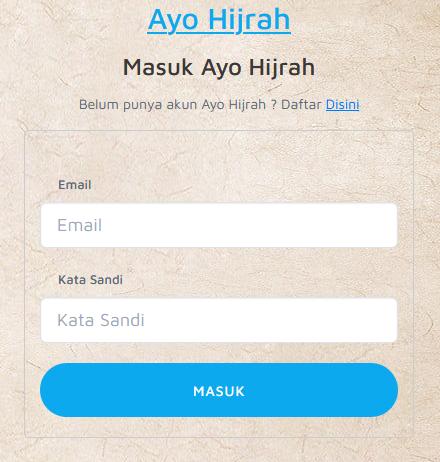 Ayo Hijrah
Masuk Ayo Hijrah
Belum punya akun Ayo Hijrah ? Daftar Disini
Email
Email
Kata Sandi
Kata Sandi
MASUK